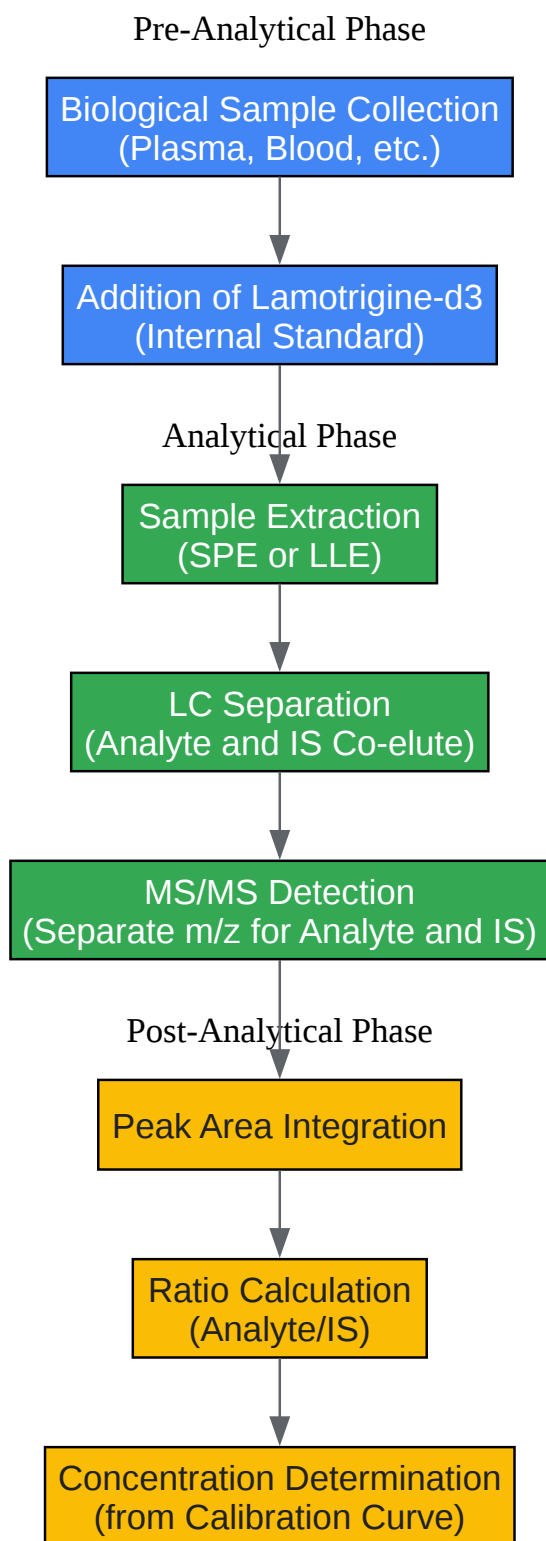 Pre-Analytical Phase
Biological Sample Collection
(Plasma, Blood, etc.)
Addition of Lamotrigine-d3
(Internal Standard)
Analytical Phase
Sample Extraction
(SPE or LLE)
LC Separation
(Analyte and IS Co-elute)
MS/MS Detection
(Separate m/z for Analyte and IS)
Post-Analytical Phase
Peak Area Integration
Ratio Calculation
(Analyte/IS)
Concentration Determination
(from Calibration Curve)